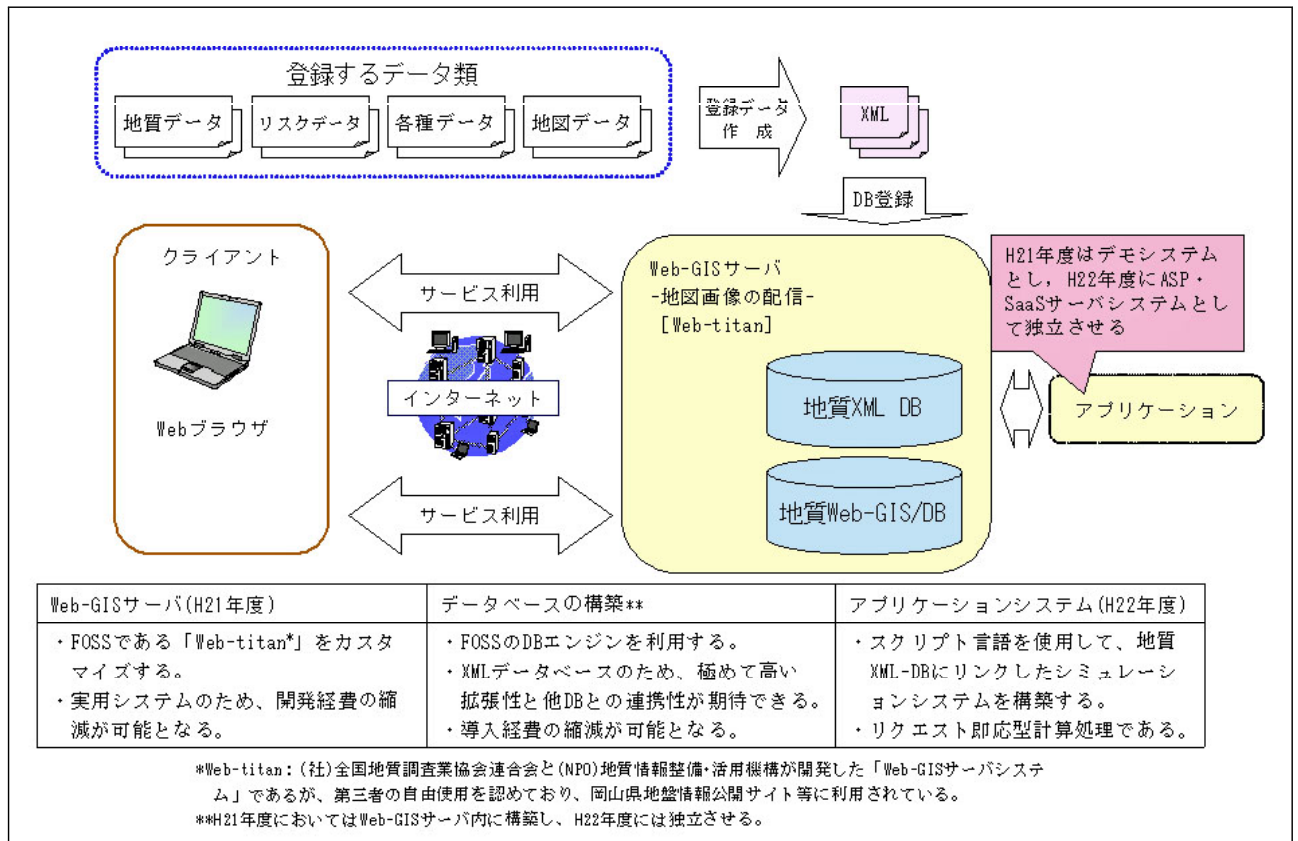 登録するデータ類
地質データ
リスクデータ
各種データ
地図データ
登録データ
作 成
XML
DB登録
クライアント
Webブラウザ
サービス利用
インターネット
サービス利用
Web-GISサーバ
-地図画像の配信-
[Web-titan]
地質XML DB
地質Web-GIS/DB
H21年度はデモシステム
とし，H22年度にASP・
SaaSサーバシステムとし
て独立させる
アプリケーション
Web-GISサーバ(H21年度)
・FOSSである「Web-titan*」をカスタ
マイズする。
・実用システムのため、開発経費の縮
減が可能となる。
データベースの構築**
・FOSSのDBエンジンを利用する。
・XMLデータベースのため、極めて高い
拡張性と他DBとの連携性が期待できる。
・導入経費の縮減が可能となる。
アプリケーションシステム(H22年度)
・スクリプト言語を使用して、地質
XML-DBにリンクしたシミュレーシ
ョンシステムを構築する。
・リクエスト即応型計算処理である。
*Web-titan：(社)全国地質調査業協会連合会と(NPO)地質情報整備・活用機構が開発した「Web-GISサーバシステ
ム」であるが、第三者の自由使用を認めており、岡山県地盤情報公開サイト等に利用されている。
**H21年度においてはWeb-GISサーバ内に構築し、H22年度には独立させる。